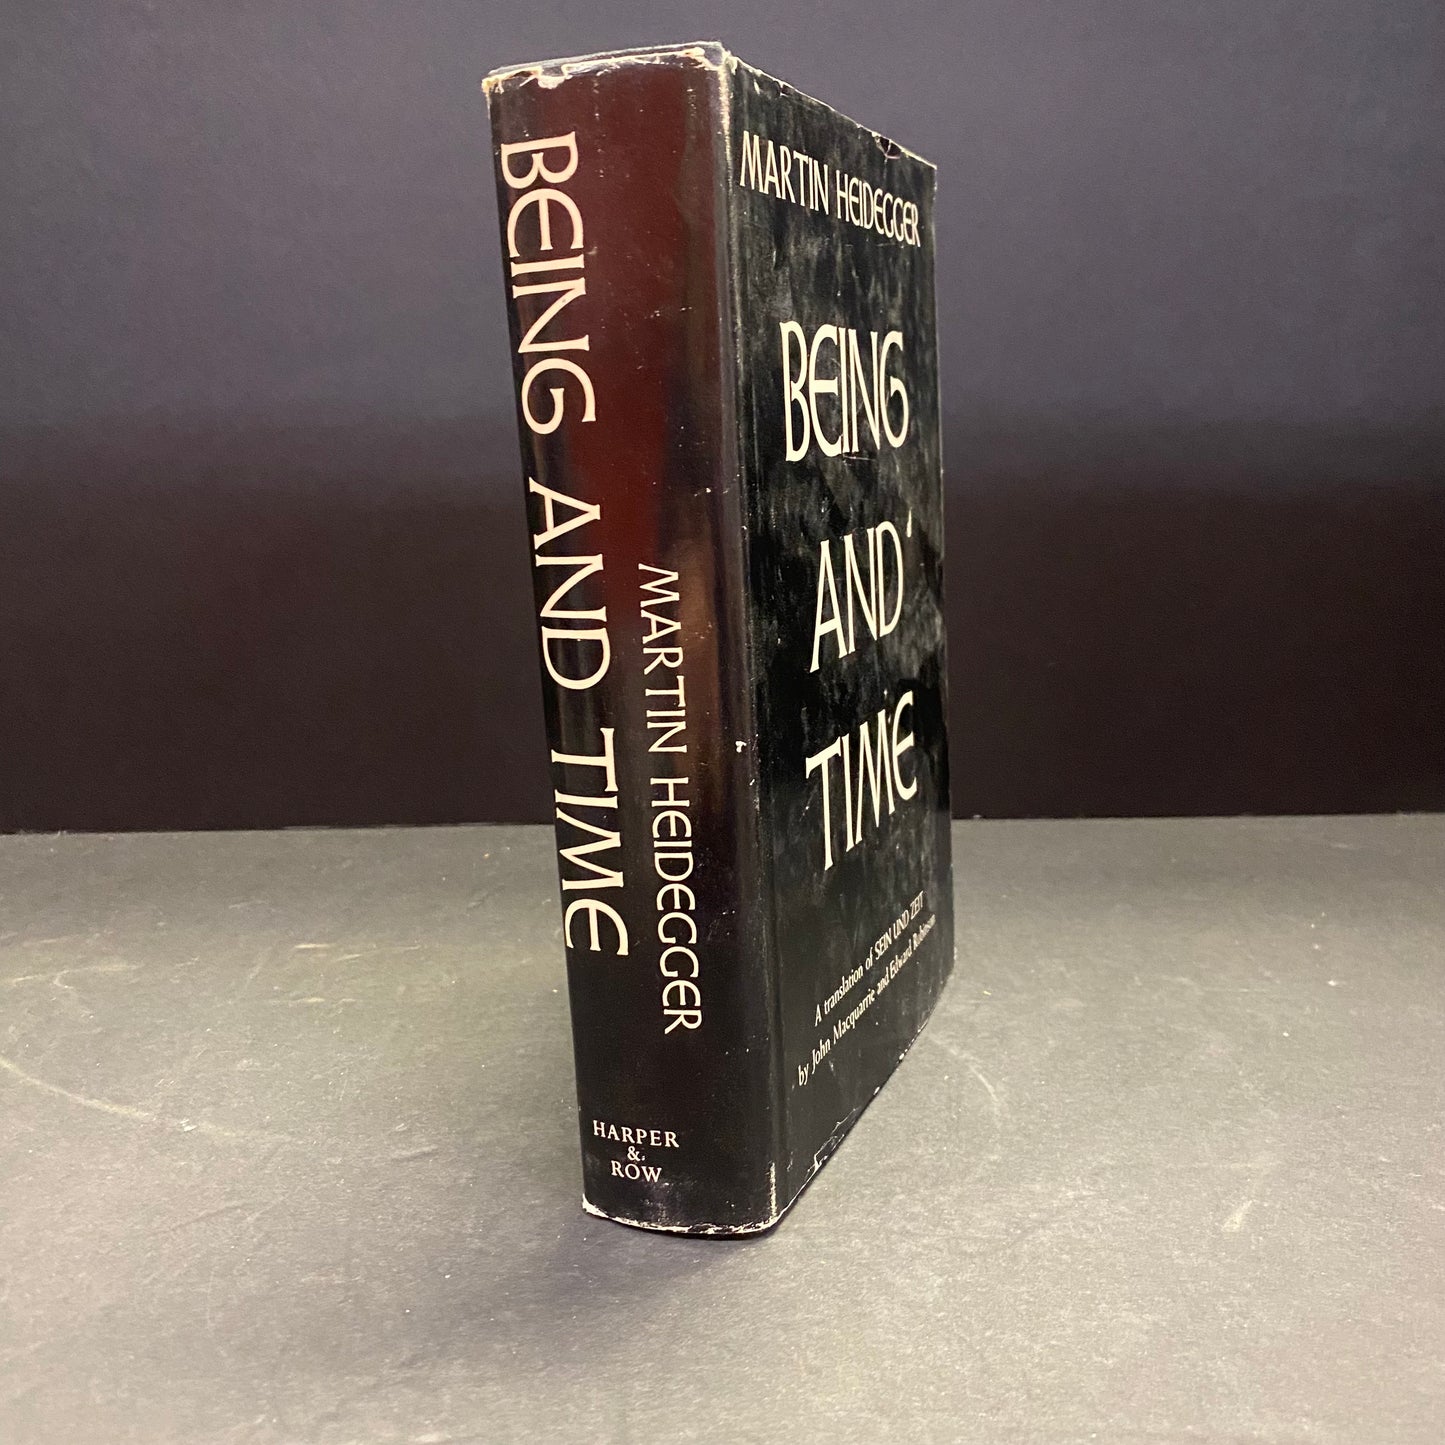 BEING AND TIME
MARTIN HEIDEGGER
HARPER
&
ROW
MARTIN HEIDEGGER
BEING
AND
TIME
A translation of SEIN UND ZEIT
by John Macquarrie and Edward Robinson